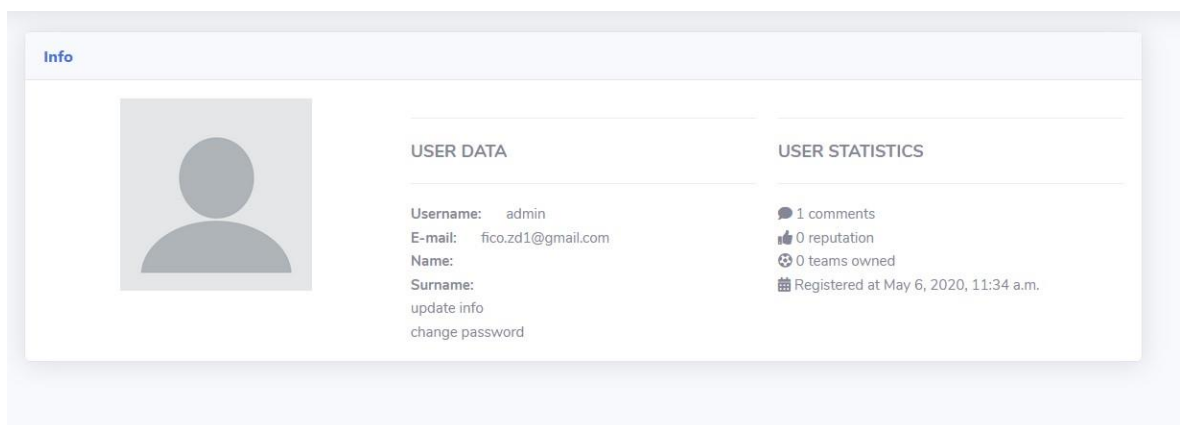 Info
USER DATA
Username: admin
E-mail: fico.zd1@gmail.com
Name:
Surname:
update info
change password
USER STATISTICS
1 comments
0 reputation
0 teams owned
Registered at May 6, 2020, 11:34 a.m.